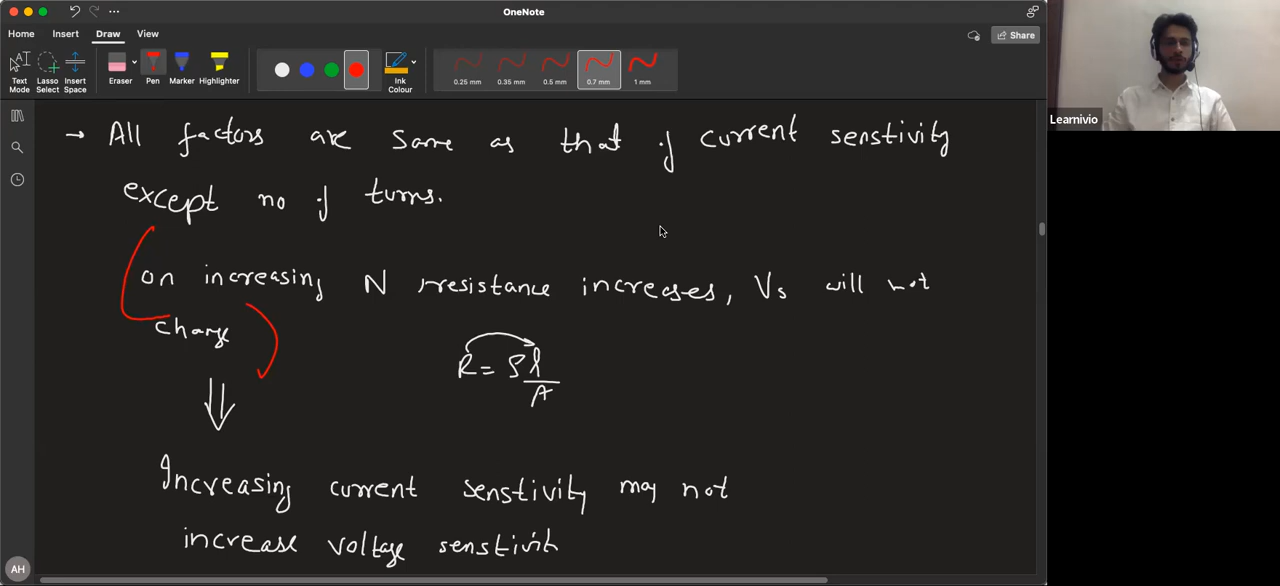 OneNote
Home Insert Draw View
Share
Text Mode Lasso Select Insert Space Eraser Pen Marker Highlighter Ink Colour 0.25 mm 0.35 mm 0.5 mm 0.7 mm 1 mm
Learnivio
→ All factors are same as that of current senstivity
except no of turns.
on increasing N resistance increases, Vs will not
change
R = ρl/A
⇓
Increasing current senstivity may not
increase voltage senstivit
AH